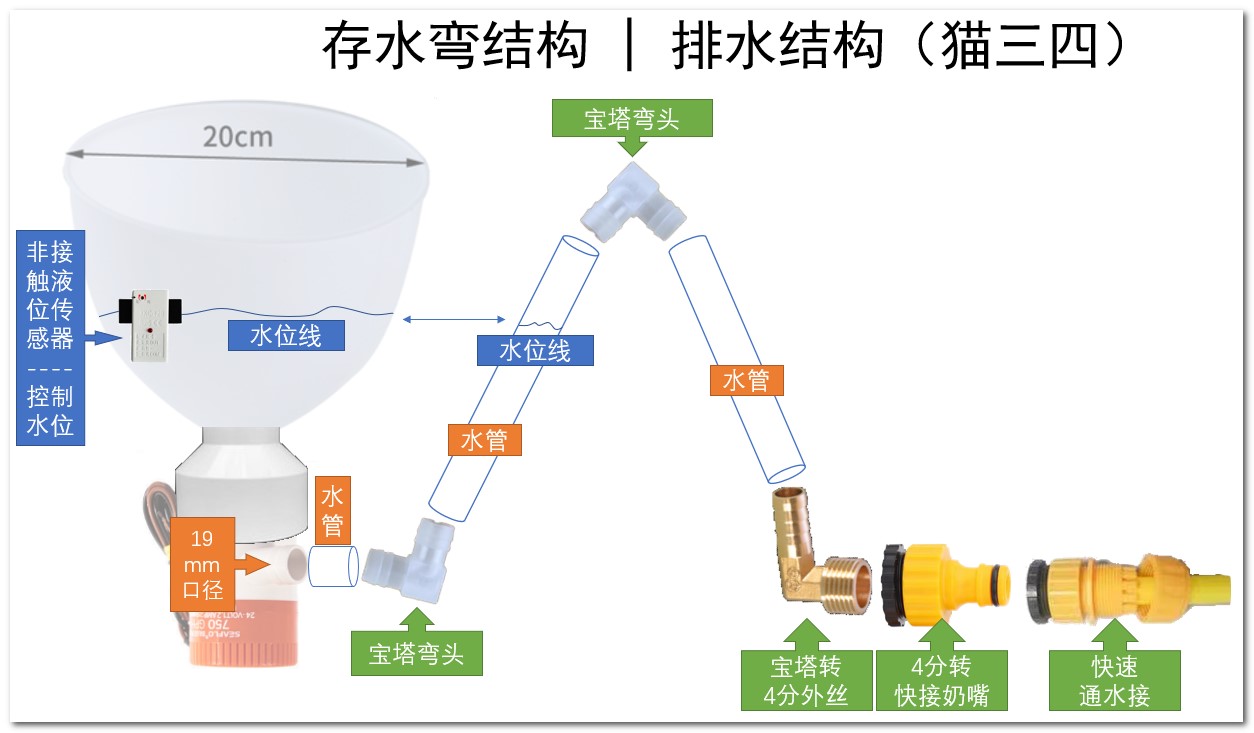 存水弯结构 | 排水结构（猫三四）
20cm
宝塔弯头
非接
触液
位传
感器
----
控制
水位
水位线
水位线
水管
水管
水
管
19
mm
口径
750
SEAFLO
宝塔弯头
宝塔转
4分外丝
4分转
快接奶嘴
快速
通水接